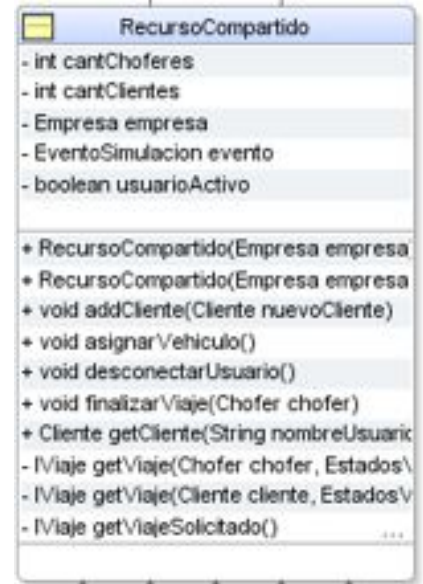 RecursoCompartido
- int cantChoferes
- int cantClientes
- Empresa empresa
- EventoSimulacion evento
- boolean usuarioActivo
+ RecursoCompartido(Empresa empresa
+ RecursoCompartido(Empresa empresa
+ void addCliente(Cliente nuevoCliente)
+ void asignarVehiculo()
+ void desconectarUsuario()
+ void finalizarViaje(Chofer chofer)
+ Cliente getCliente(String nombreUsuario
- IViaje getViaje(Chofer chofer, EstadosV
- IViaje getViaje(Cliente cliente, EstadosV
- IViaje getViajeSolicitado()
...